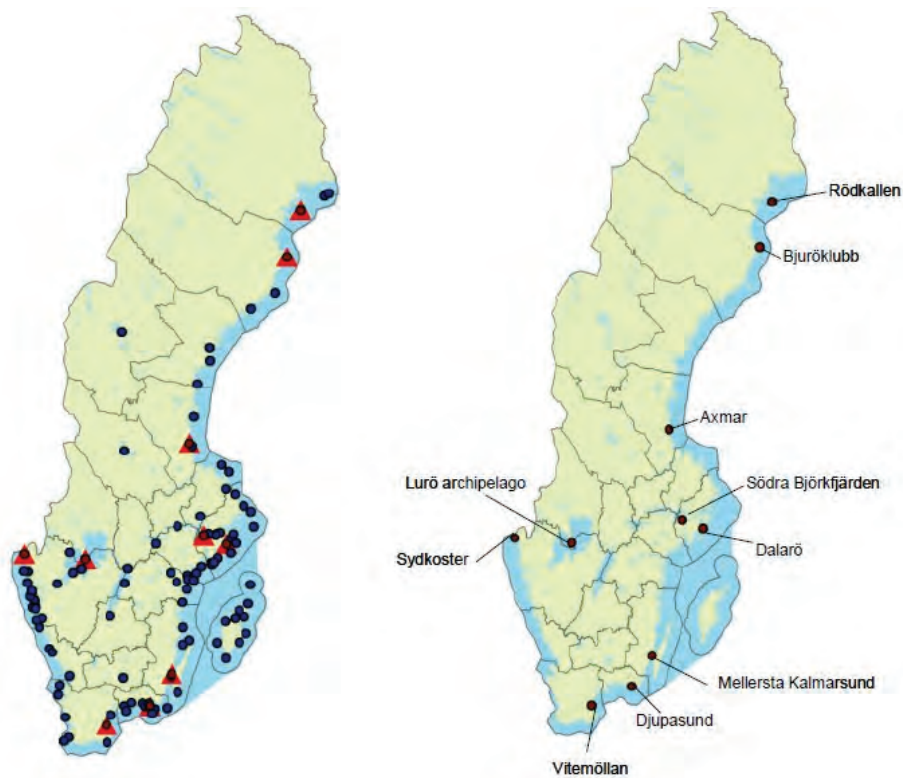 Rödkallen
Bjuröklubb
Axmar
Lurö archipelago
Södra Björkfjärden
Sydkoster
Dalarö
Mellersta Kalmarsund
Djupasund
Vitemöllan